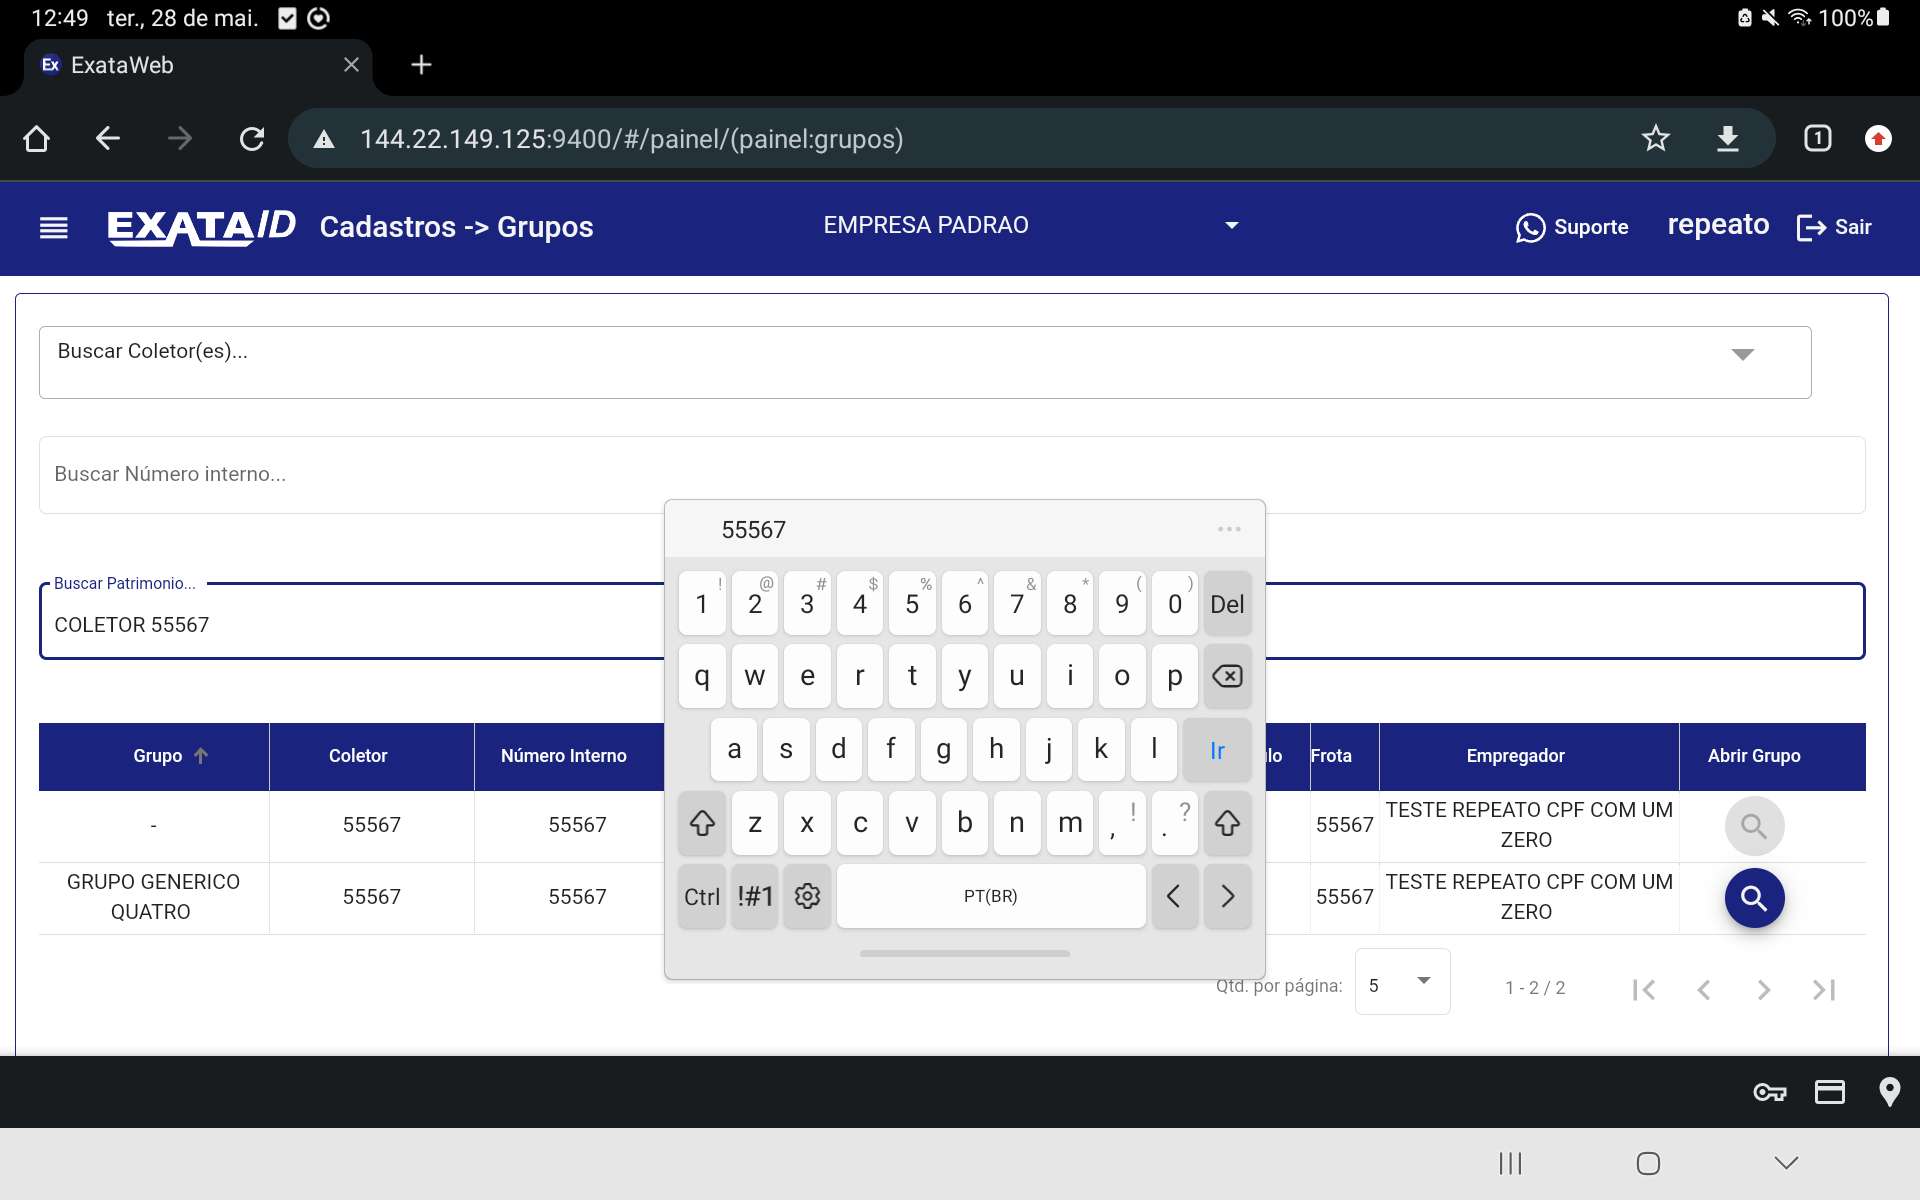 12:49 ter., 28 de mai.
100%
Ex ExataWeb
144.22.149.125:9400/#/painel/(painel:grupos)
1
EXATAID Cadastros -> Grupos
EMPRESA PADRAO
Suporte
repeato
Sair
Buscar Coletor(es)...
Buscar Número interno...
Buscar Patrimonio...
COLETOR 55567
55567
! @ # $ % ^ & * ( )
1 2 3 4 5 6 7 8 9 0 Del
q w e r t y u i o p
a s d f g h j k l Ir
z x c v b n m , ! . ?
Ctrl !#1 PT(BR) < >
Grupo Coletor Número Interno lo Frota Empregador Abrir Grupo
- 55567 55567 55567 TESTE REPEATO CPF COM UM
ZERO
GRUPO GENERICO
QUATRO
55567 55567 55567 TESTE REPEATO CPF COM UM
ZERO
Qtd. por página: 5 1 - 2 / 2